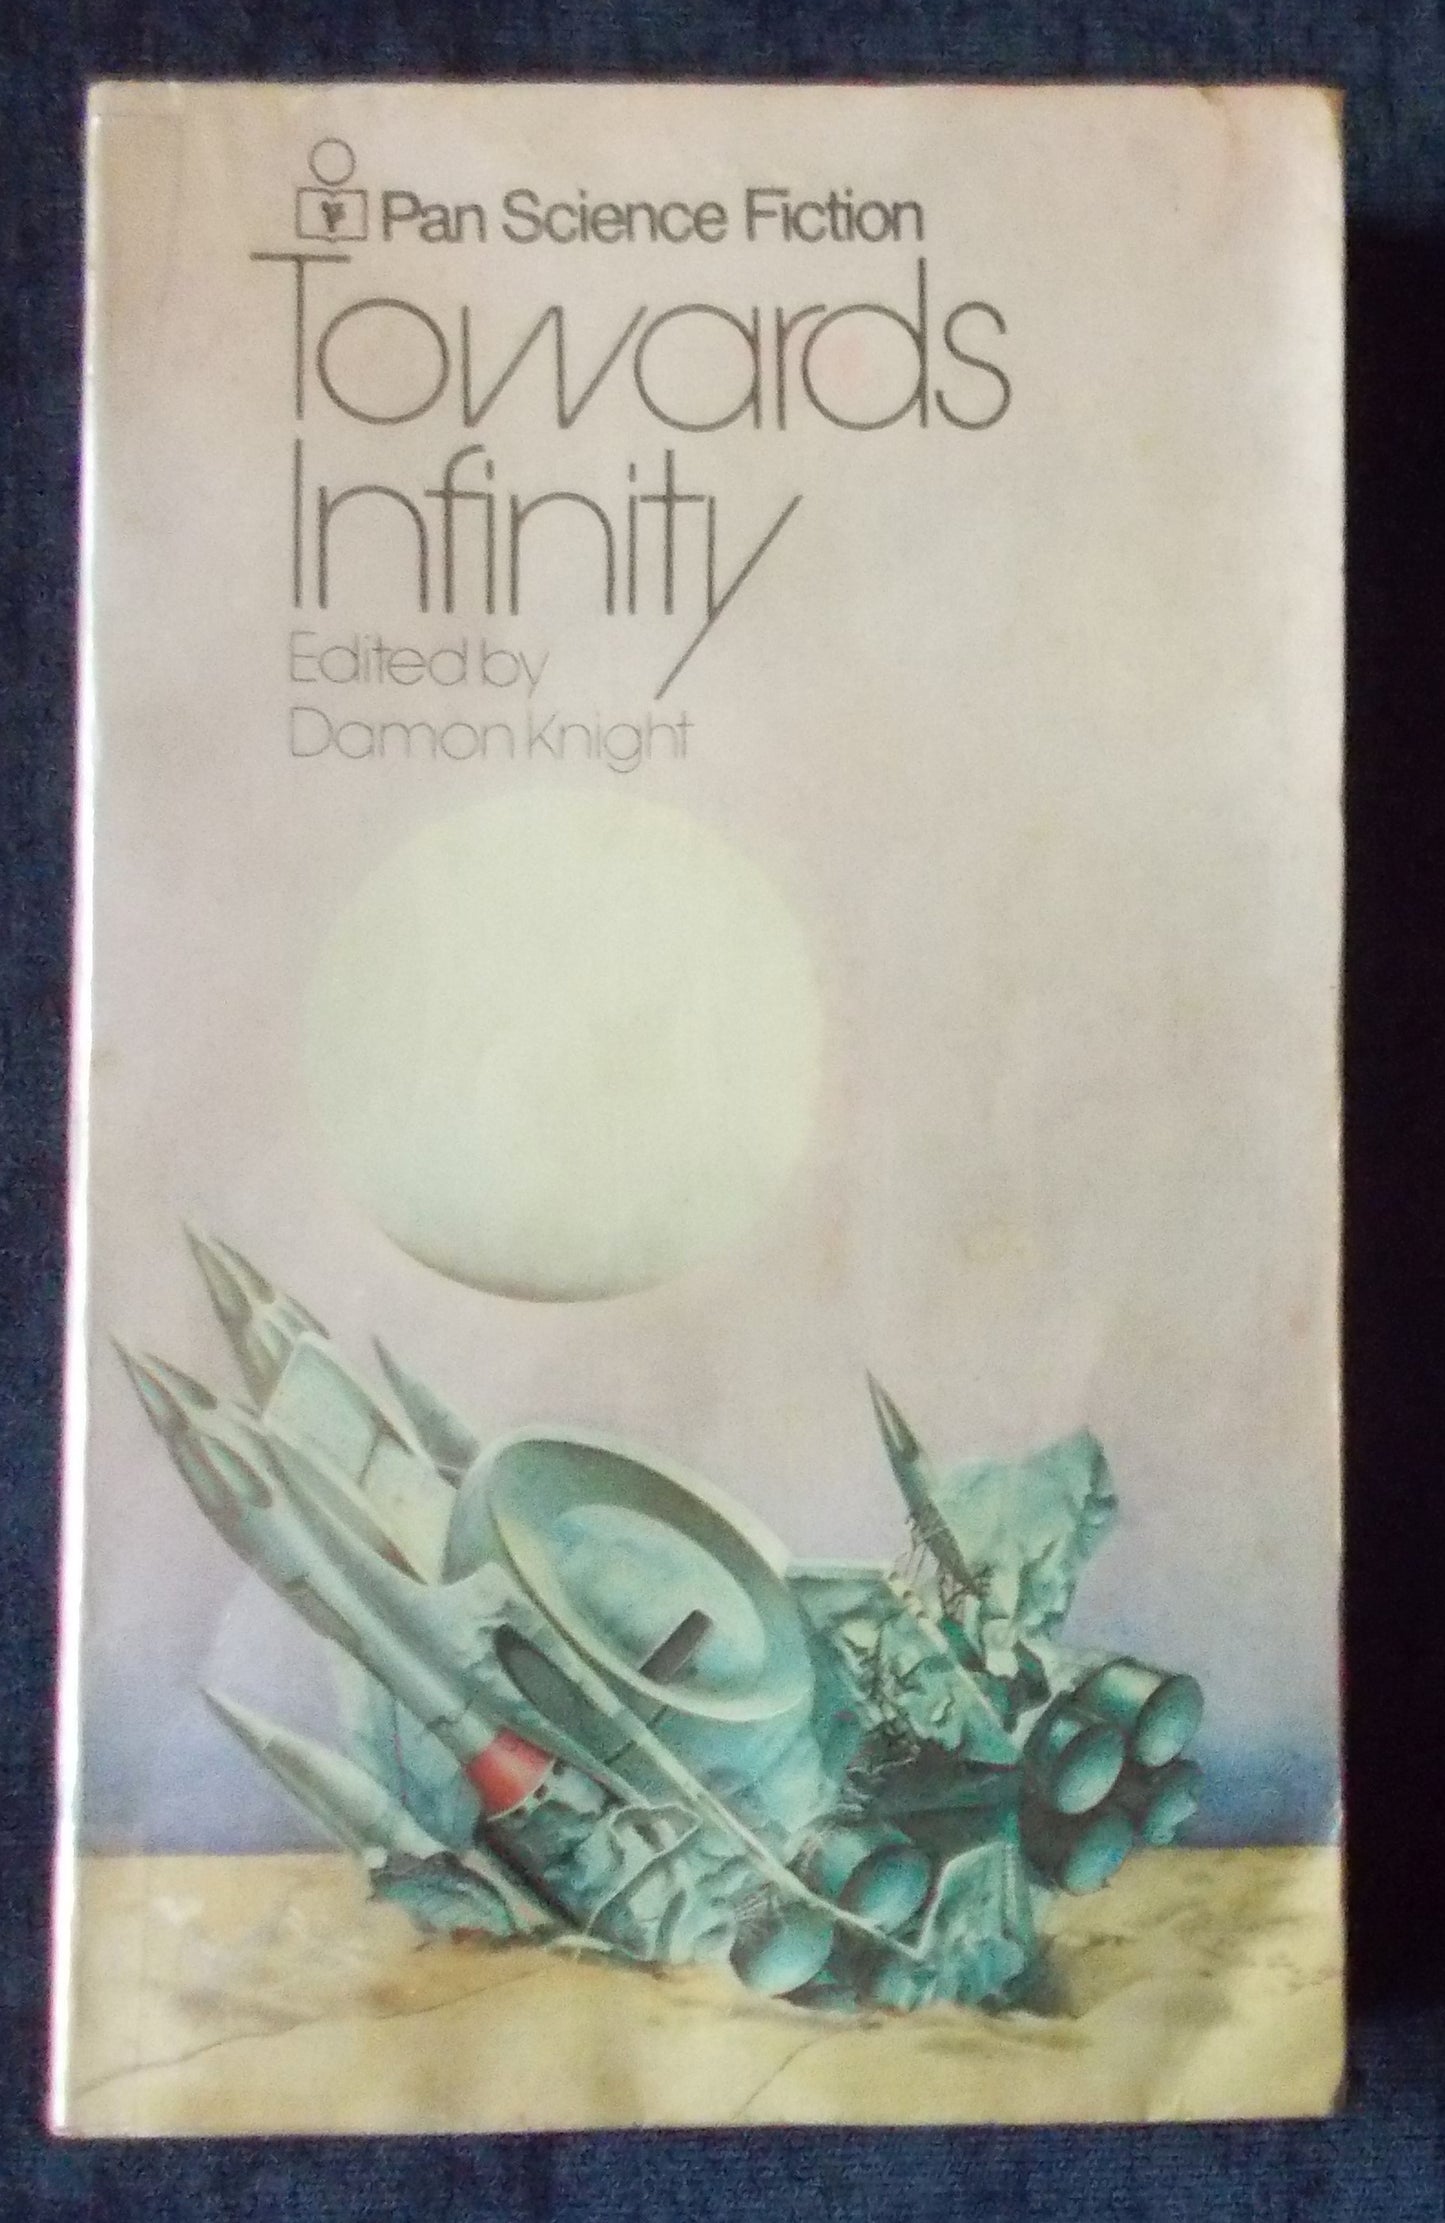 Pan Science Fiction
Towards
Infinity
Edited by
Damon Knight